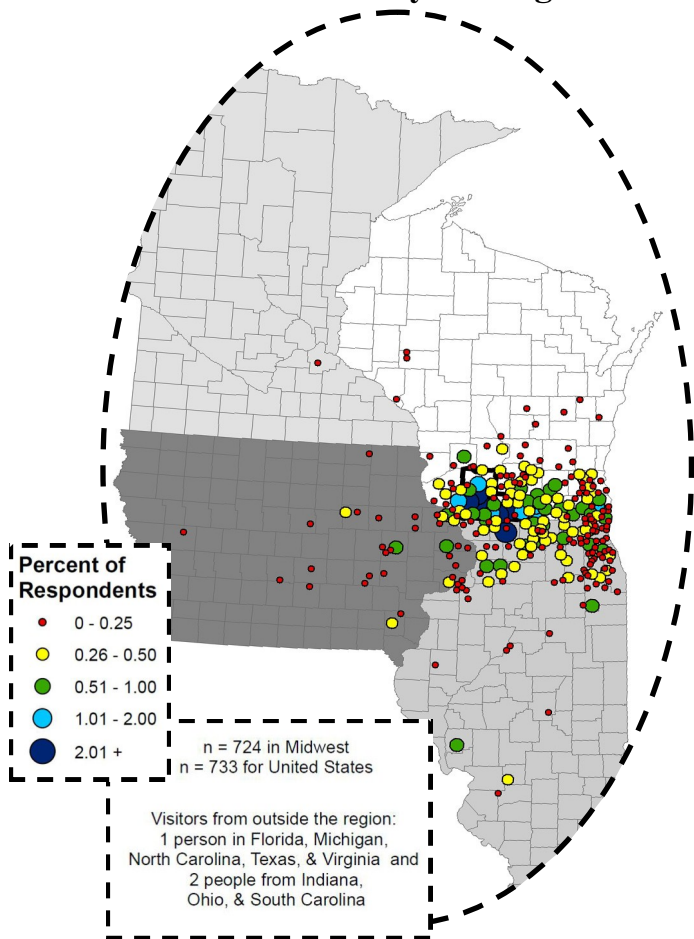 Percent of
Respondents
0 - 0.25
0.26 - 0.50
0.51 - 1.00
1.01 - 2.00
2.01 +
n = 724 in Midwest
n = 733 for United States
Visitors from outside the region:
1 person in Florida, Michigan,
North Carolina, Texas, & Virginia and
2 people from Indiana,
Ohio, & South Carolina